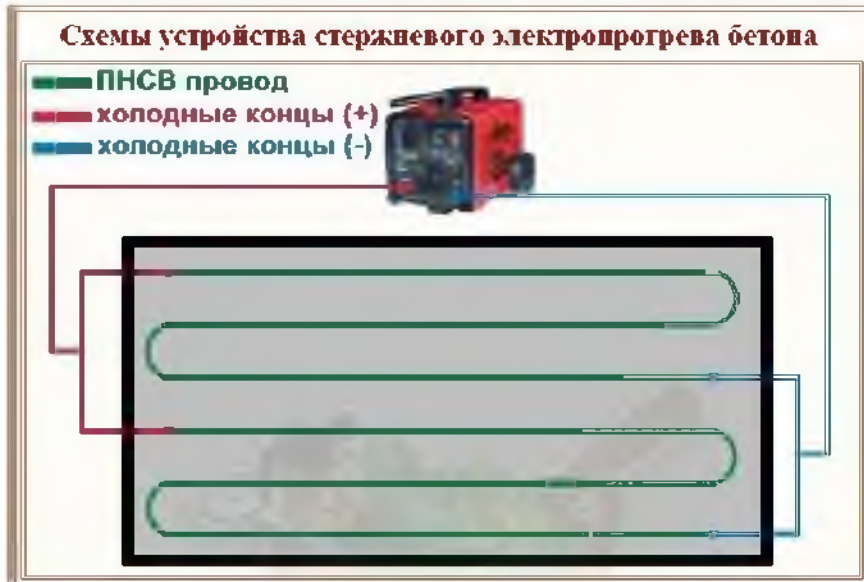 Схемы устройства стержневого электропрогрева бетона
ПНСВ провод
холодные концы (+)
холодные концы (-)